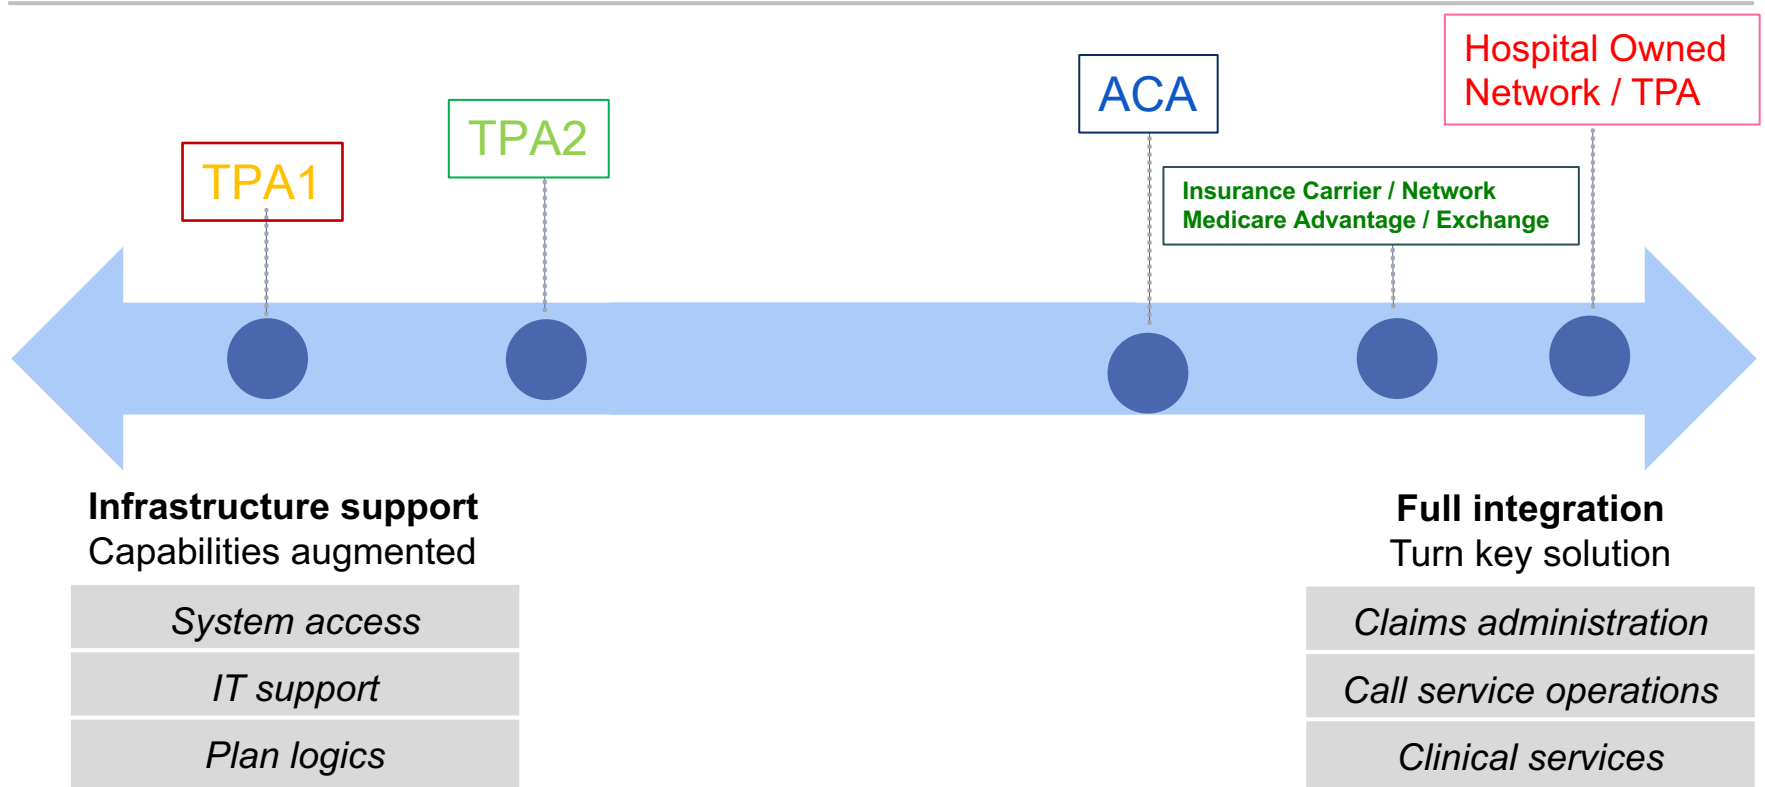 Hospital Owned
Network / TPA
ACA
TPA2
TPA1
Insurance Carrier / Network
Medicare Advantage / Exchange
Infrastructure support
Capabilities augmented
System access
IT support
Plan logics
Full integration
Turn key solution
Claims administration
Call service operations
Clinical services